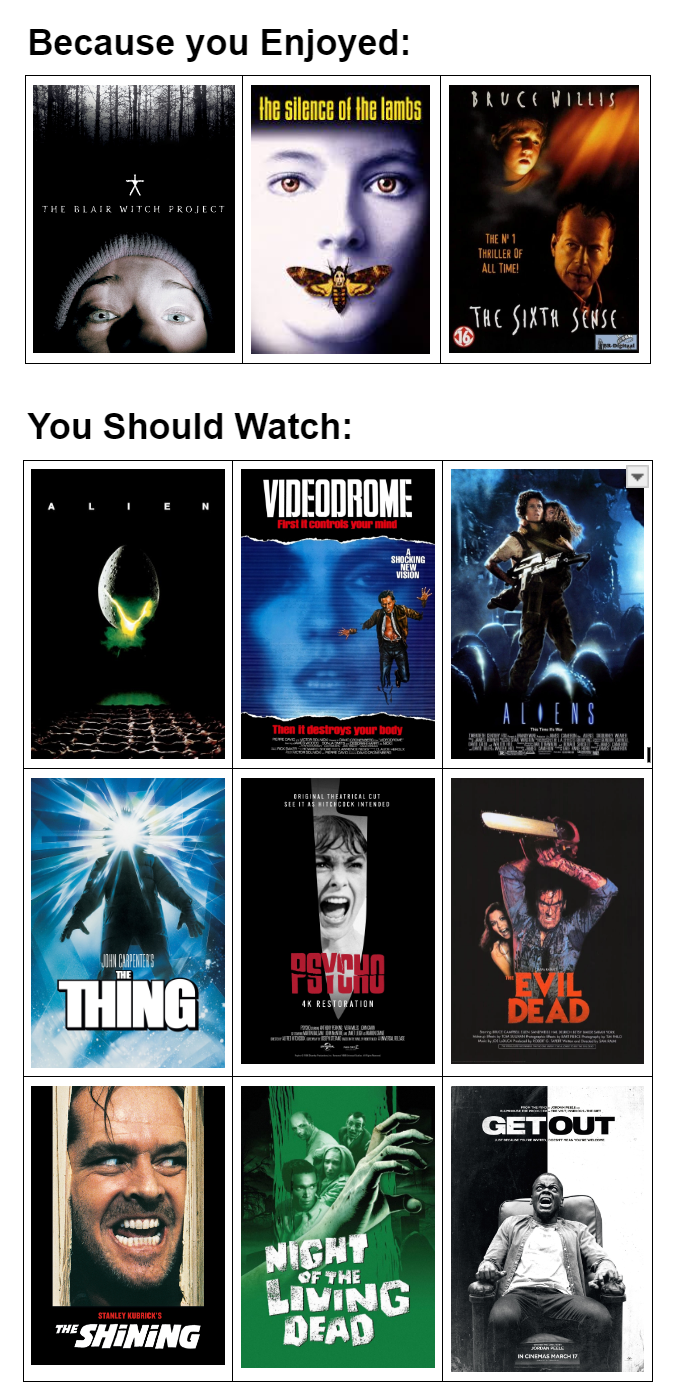 Because you Enjoyed:
THE BLAIR WITCH PROJECT
the silence of the lambs
BRUCE WILLIS
THE Nº 1
THRILLER OF
ALL TIME!
THE SIXTH SENSE
16
You Should Watch:
A L I E N
VIDEODROME
First it controls your mind
A
SHOCKING
NEW
VISION
Then it destroys your body
ALIENS
This Time It's War
JOHN CARPENTER'S
THE
THING
ORIGINAL THEATRICAL CUT
SEE IT AS HITCHCOCK INTENDED
PSYCHO
4K RESTORATION
THE
EVIL
DEAD
STANLEY KUBRICK'S
THE SHiNiNG
NIGHT
OF THE
LIVING
DEAD
GET OUT
JORDAN PEELE
IN CINEMAS MARCH 17